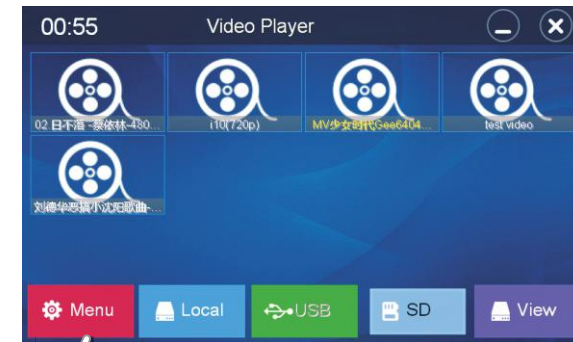 00:55 Video Player
02 日不落 -蔡依林-480...
i10(720p)
MV少女时代Gee6404...
test video
刘德华恶搞小沈阳歌曲-...
Menu
Local
USB
SD
View